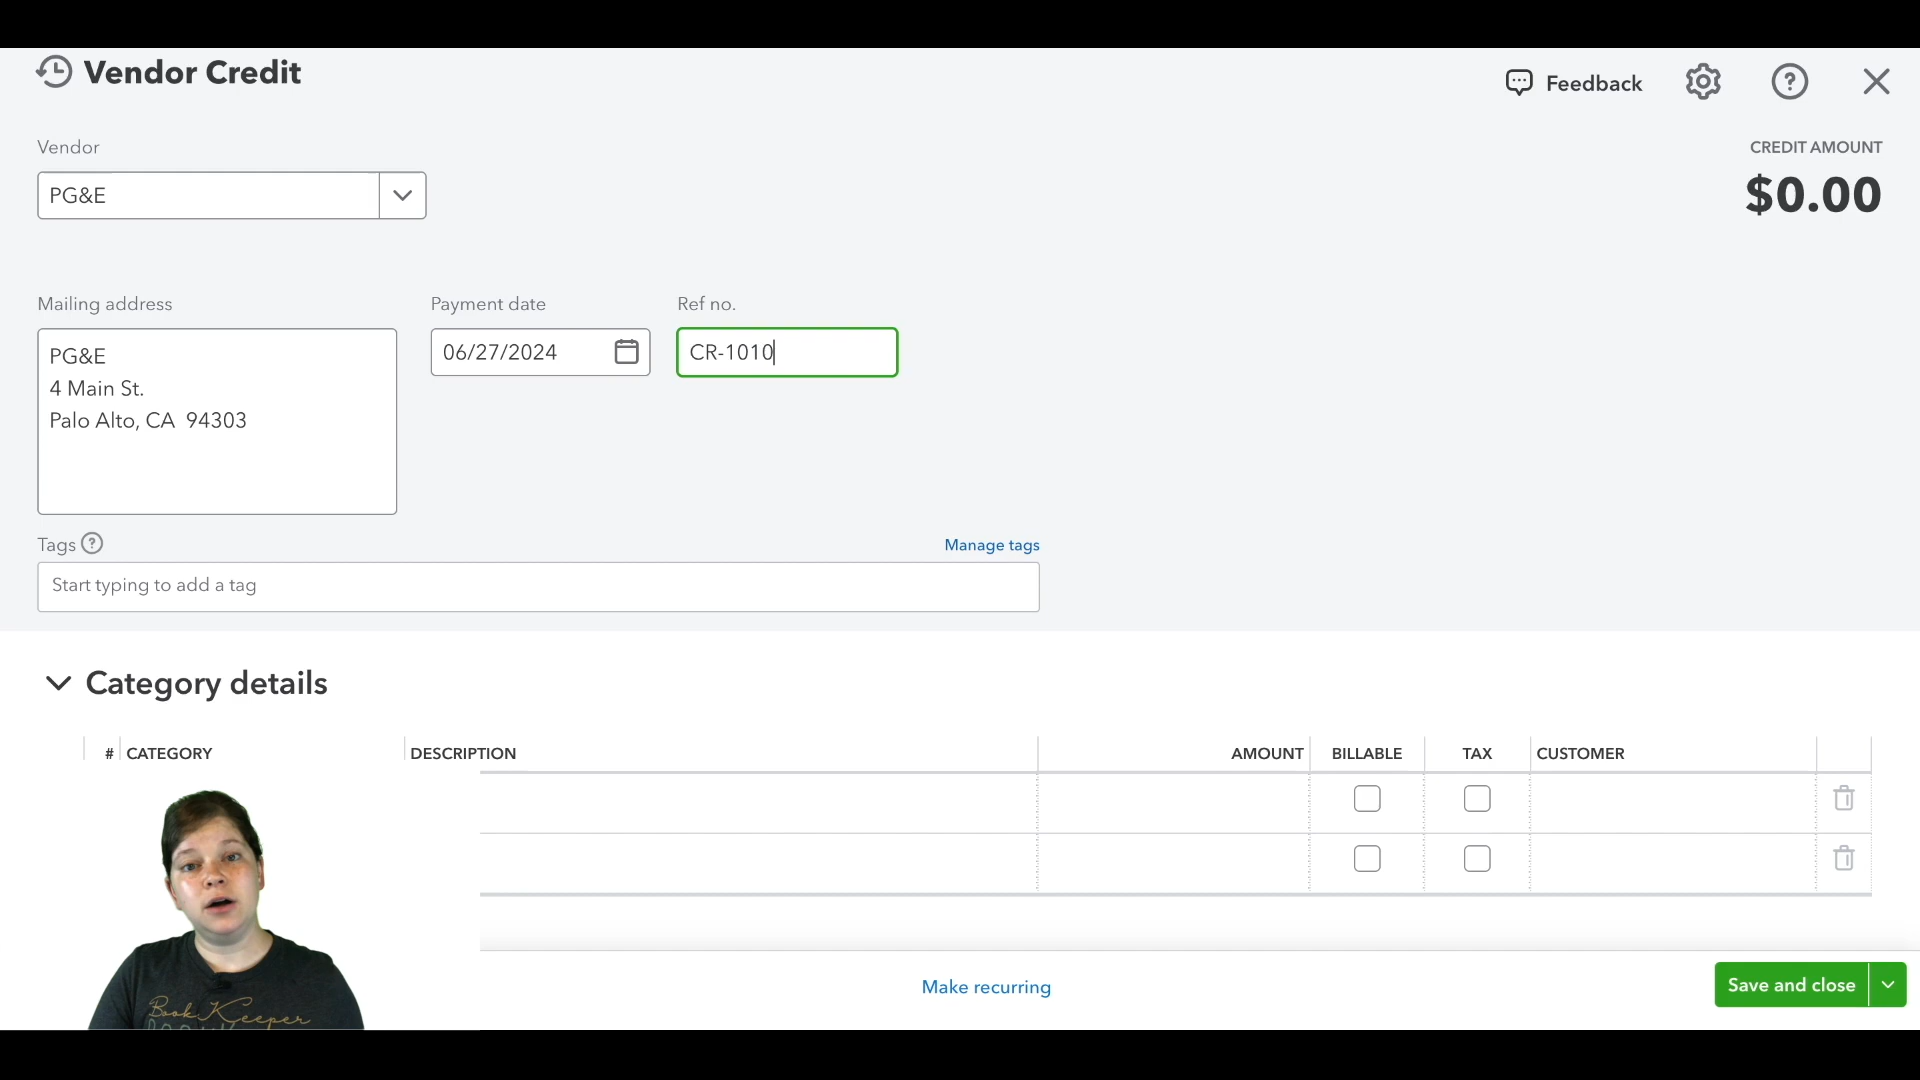 Vendor Credit
Feedback
Vendor
PG&E
CREDIT AMOUNT
$0.00
Mailing address
Payment date
Ref no.
PG&E
4 Main St.
Palo Alto, CA 94303
06/27/2024
CR-1010
Tags
Manage tags
Start typing to add a tag
Category details
# CATEGORY DESCRIPTION AMOUNT BILLABLE TAX CUSTOMER
Book Keeper
Make recurring
Save and close